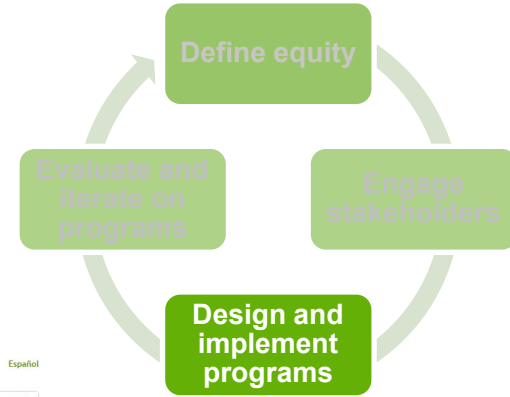 Define equity
Evaluate and
iterate on
programs
Engage
stakeholders
Design and
implement
programs
Español